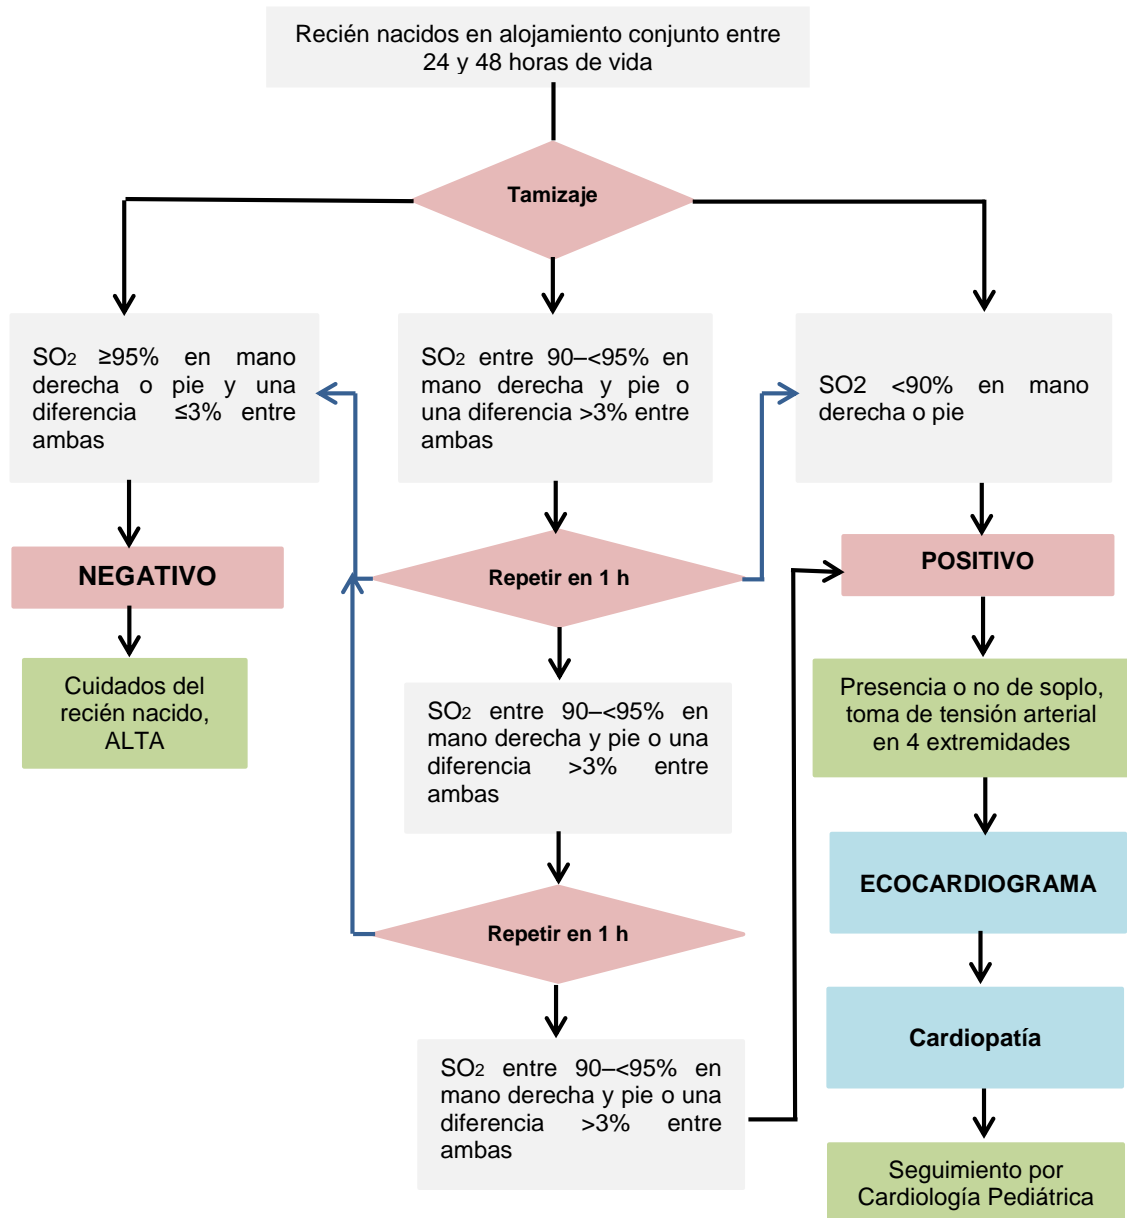 Recién nacidos en alojamiento conjunto entre
24 y 48 horas de vida
Tamizaje
SO2 ≥95% en mano
derecha o pie y una
diferencia ≤3% entre
ambas
SO2 entre 90–<95% en
mano derecha y pie o
una diferencia >3% entre
ambas
SO2 <90% en mano
derecha o pie
NEGATIVO
Repetir en 1 h
POSITIVO
Cuidados del
recién nacido,
ALTA
SO2 entre 90–<95% en
mano derecha y pie o una
diferencia >3% entre
ambas
Presencia o no de soplo,
toma de tensión arterial
en 4 extremidades
Repetir en 1 h
ECOCARDIOGRAMA
SO2 entre 90–<95% en
mano derecha y pie o una
diferencia >3% entre
ambas
Cardiopatía
Seguimiento por
Cardiología Pediátrica